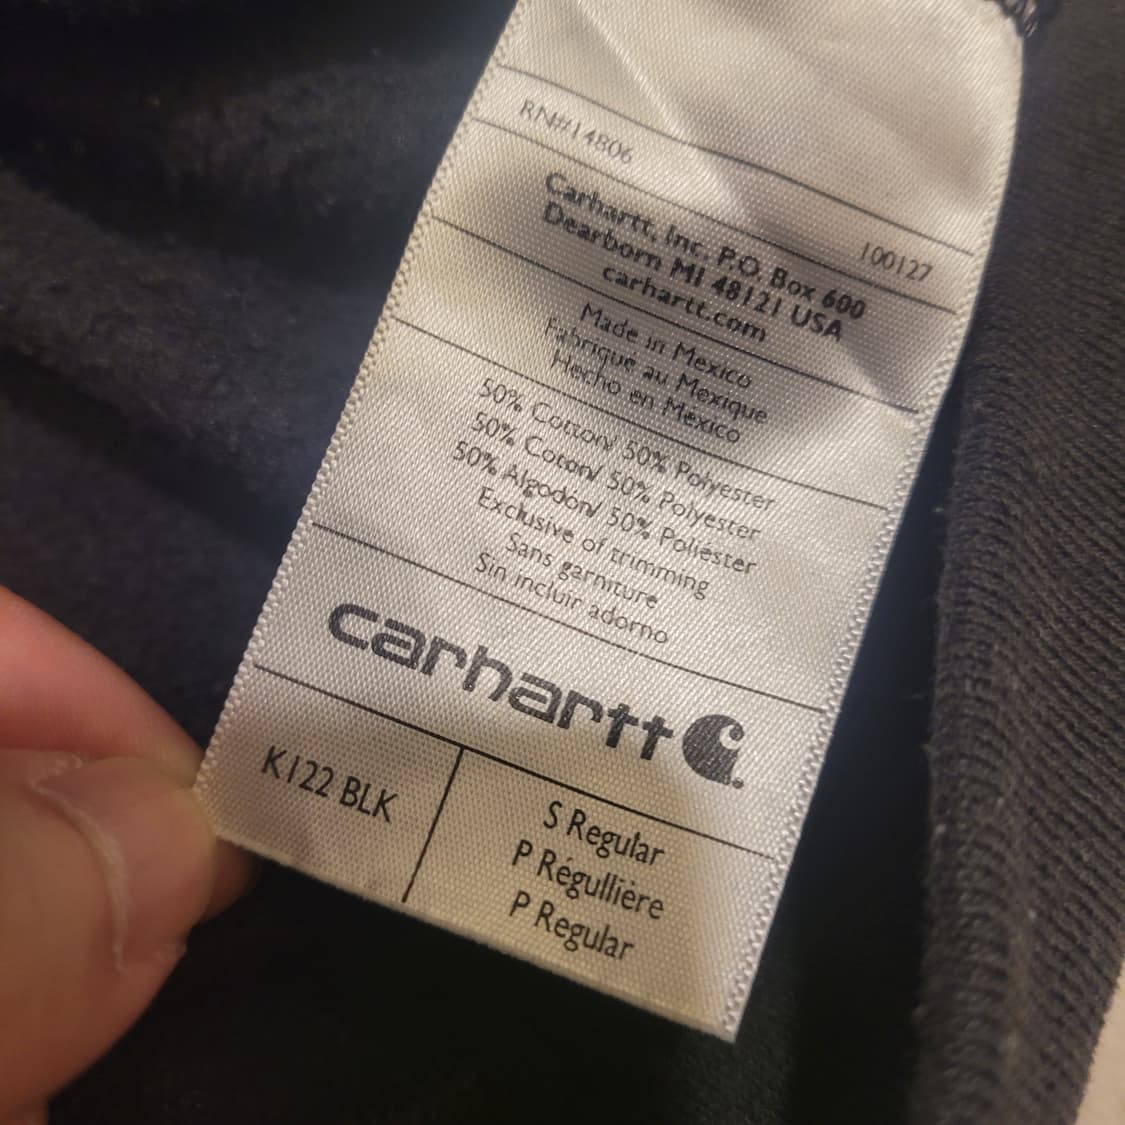 RN#14806
100127
Carhartt, Inc. P.O. Box 600
Dearborn MI 48121 USA
carhartt.com
Made in Mexico
Fabrique au Mexique
Hecho en Mexico
50% Cotton/ 50% Polyester
50% Coton/ 50% Polyester
50% Algodon/ 50% Poliéster
Exclusive of trimming
Sans garniture
Sin incluir adorno
carhartt
K122 BLK
S Regular
P Régullière
P Regular